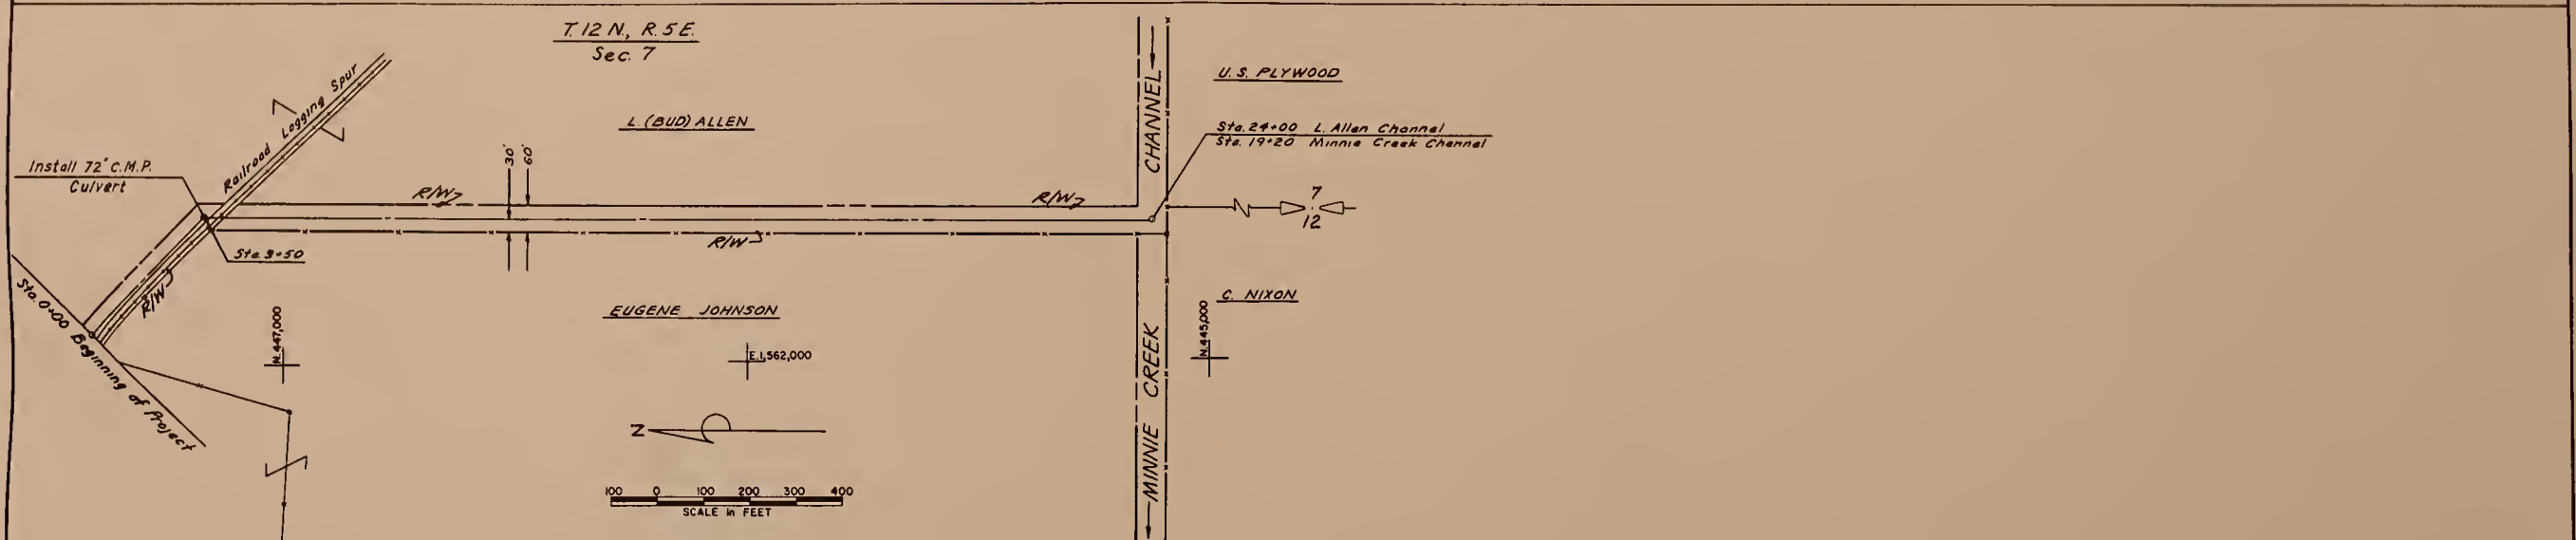 T. 12 N., R. 5 E.
Sec. 7
Railroad Logging Spur
L. (BUD) ALLEN
CHANNEL
U.S. PLYWOOD
Sta. 24+00 L. Allen Channel
Sta. 19+20 Minnie Creek Channel
Install 72" C.M.P.
Culvert
30'
60'
R/W
R/W
7
12
R/W
Sta. 3+50
R/W
Sta. 0+00 Beginning of Project
N. 447,000
EUGENE JOHNSON
E. 1,562,000
MINNIE CREEK
C. NIXON
N. 445,000
N
100 0 100 200 300 400
SCALE in FEET